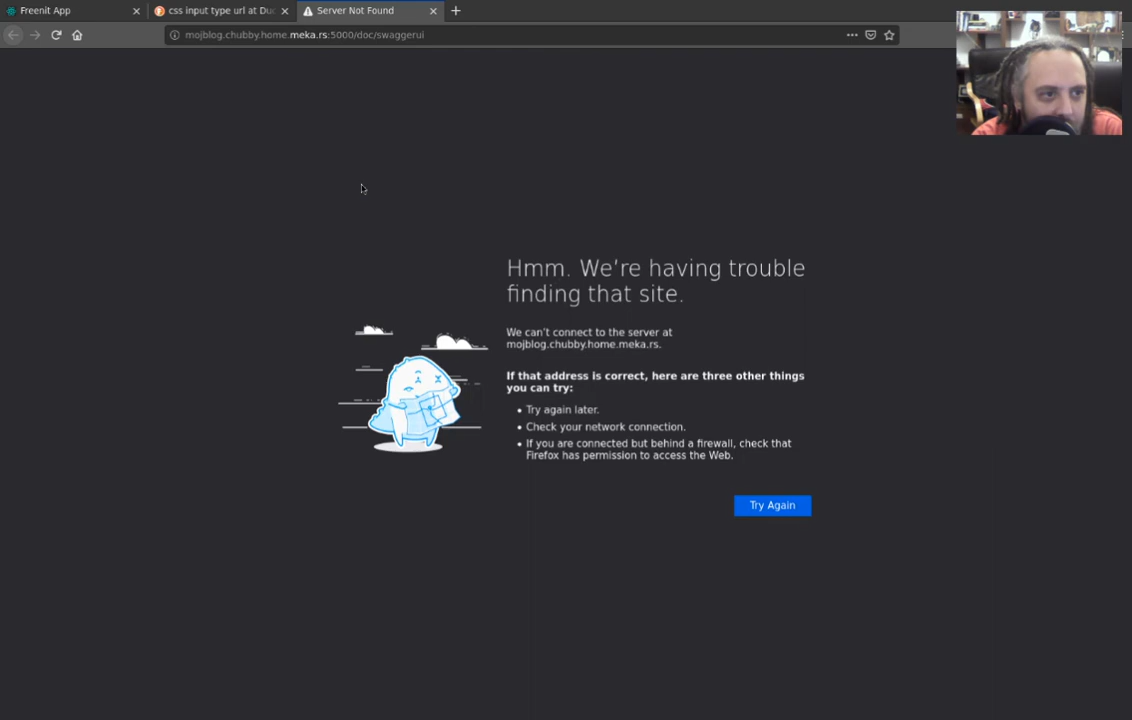 Freenit App
css input type url at Duc
Server Not Found
mojblog.chubby.home.meka.rs:5000/doc/swaggerui
Hmm. We're having trouble
finding that site.
We can't connect to the server at
mojblog.chubby.home.meka.rs.
If that address is correct, here are three other things
you can try:
Try again later.
Check your network connection.
If you are connected but behind a firewall, check that
Firefox has permission to access the Web.
Try Again